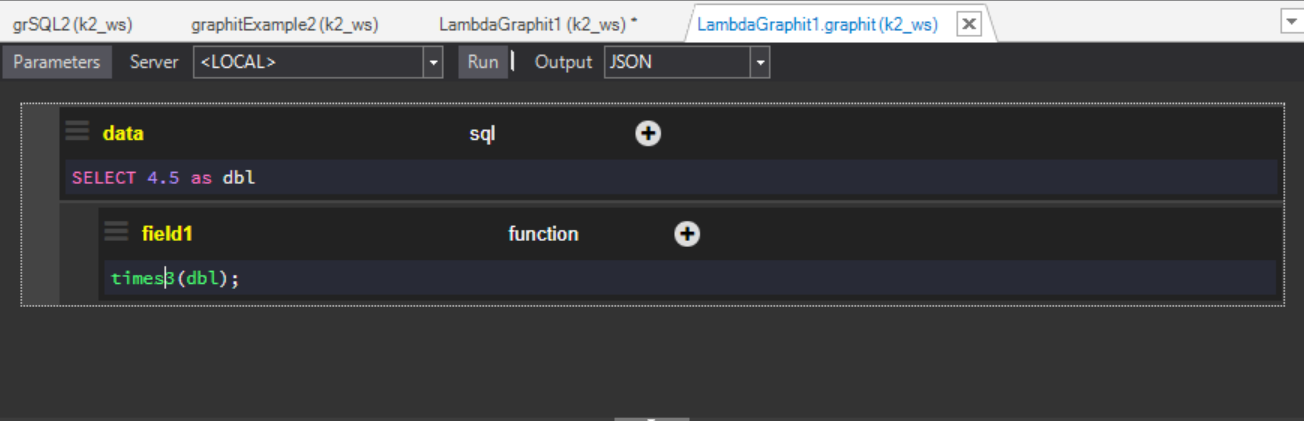 grSQL2 (k2_ws) graphitExample2 (k2_ws) LambdaGraphit1 (k2_ws) * LambdaGraphit1.graphit (k2_ws)
Parameters Server <LOCAL> Run Output JSON
data sql
SELECT 4.5 as dbl
field1 function
times3(dbl);